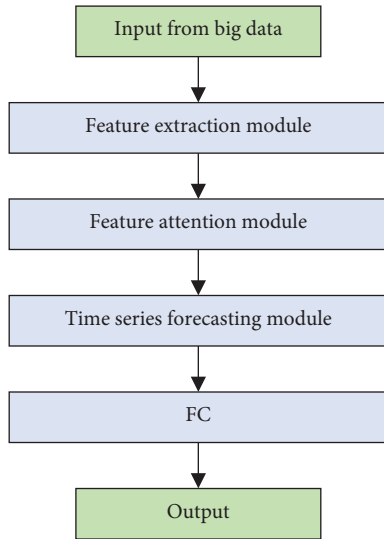 Input from big data
Feature extraction module
Feature attention module
Time series forecasting module
FC
Output